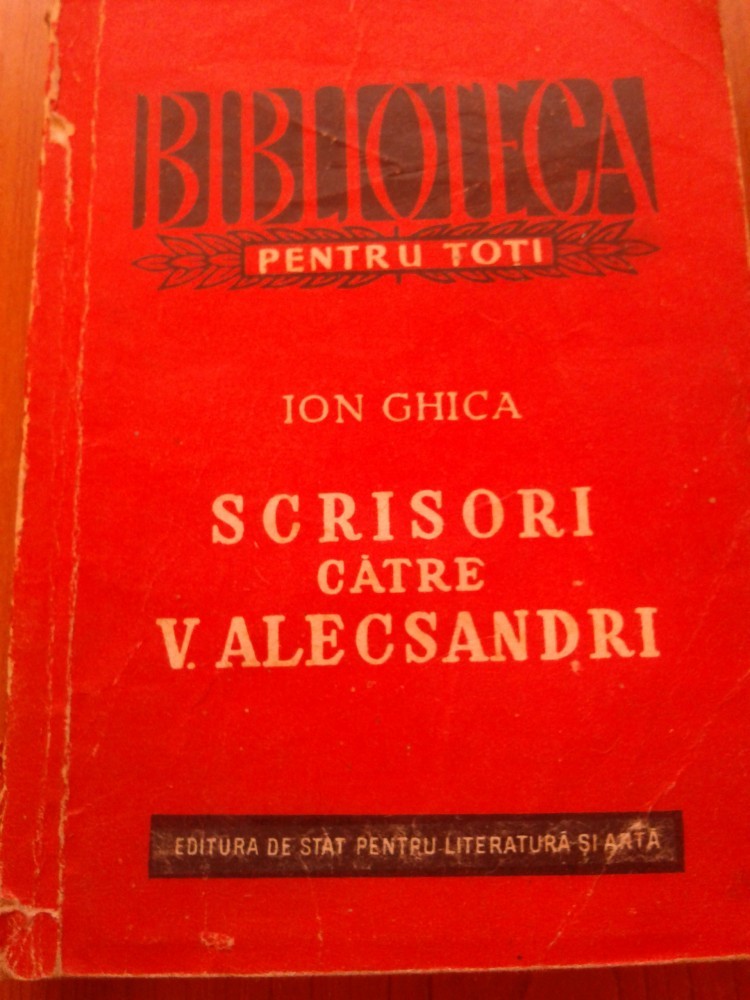 BIBLIOTECA
PENTRU TOȚI
ION GHICA
SCRISORI
CĂTRE
V. ALECSANDRI
EDITURA DE STAT PENTRU LITERATURĂ ȘI ARTĂ